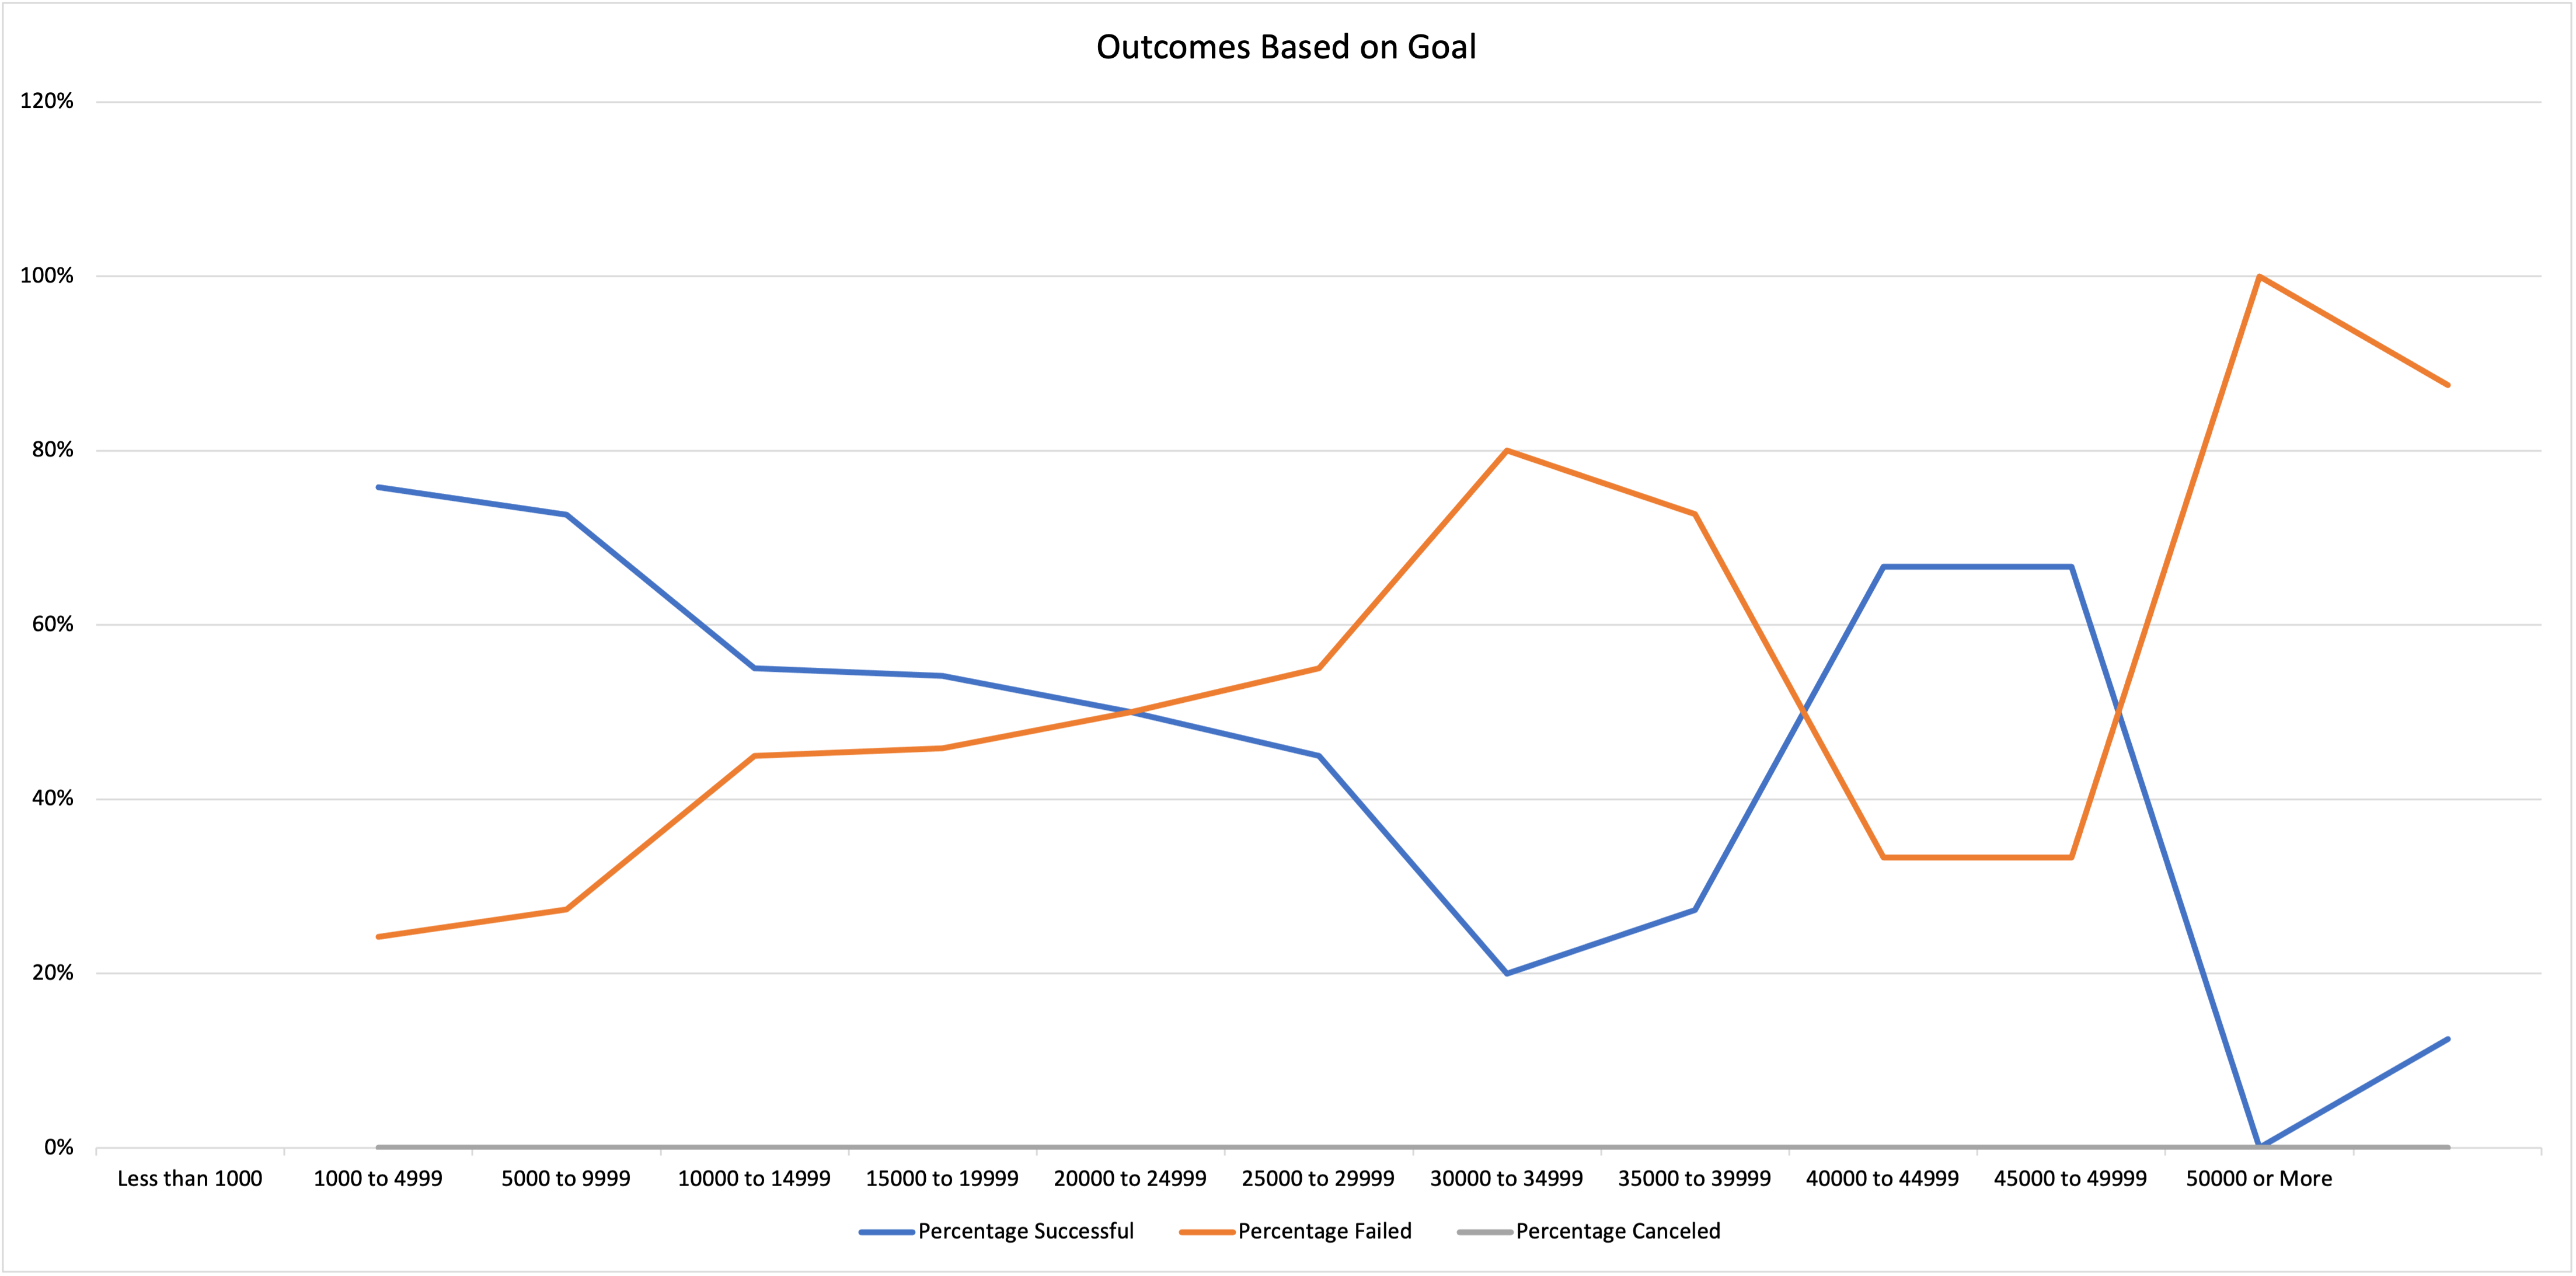 Outcomes Based on Goal
120%
100%
80%
60%
40%
20%
0%
Less than 1000 1000 to 4999 5000 to 9999 10000 to 14999 15000 to 19999 20000 to 24999 25000 to 29999 30000 to 34999 35000 to 39999 40000 to 44999 45000 to 49999 50000 or More
Percentage Successful Percentage Failed Percentage Canceled